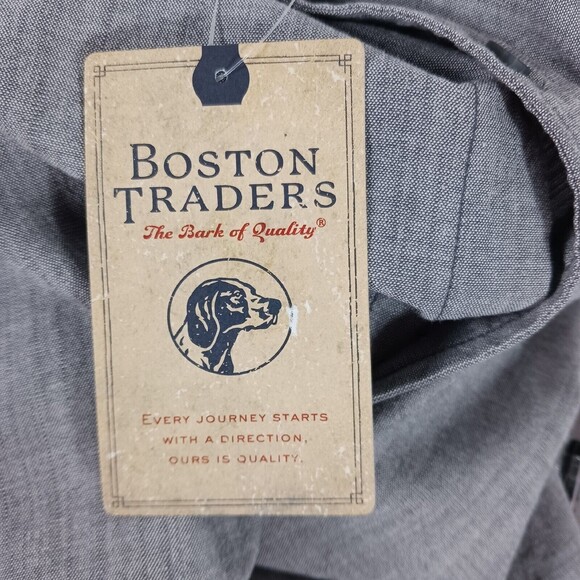 BOSTON
TRADERS
The Bark of Quality®
EVERY JOURNEY STARTS
WITH A DIRECTION,
OURS IS QUALITY.